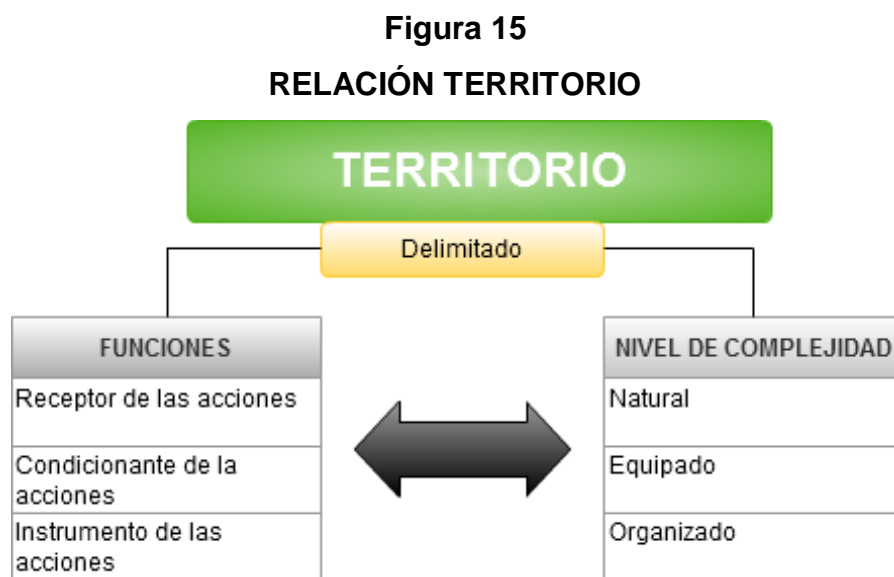 Figura 15
RELACIÓN TERRITORIO
TERRITORIO
Delimitado
FUNCIONES
Receptor de las acciones
Condicionante de la
acciones
Instrumento de las
acciones
NIVEL DE COMPLEJIDAD
Natural
Equipado
Organizado